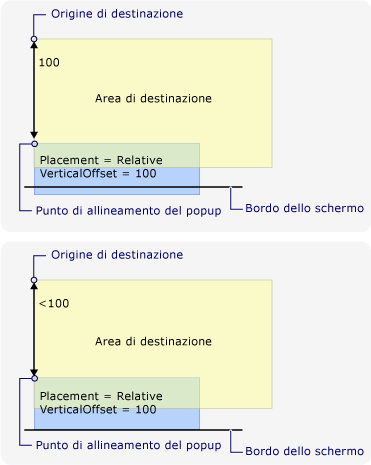 Origine di destinazione
100
Area di destinazione
Placement = Relative
VerticalOffset = 100
Punto di allineamento del popup
Bordo dello schermo
Origine di destinazione
<100
Area di destinazione
Placement = Relative
VerticalOffset = 100
Punto di allineamento del popup
Bordo dello schermo